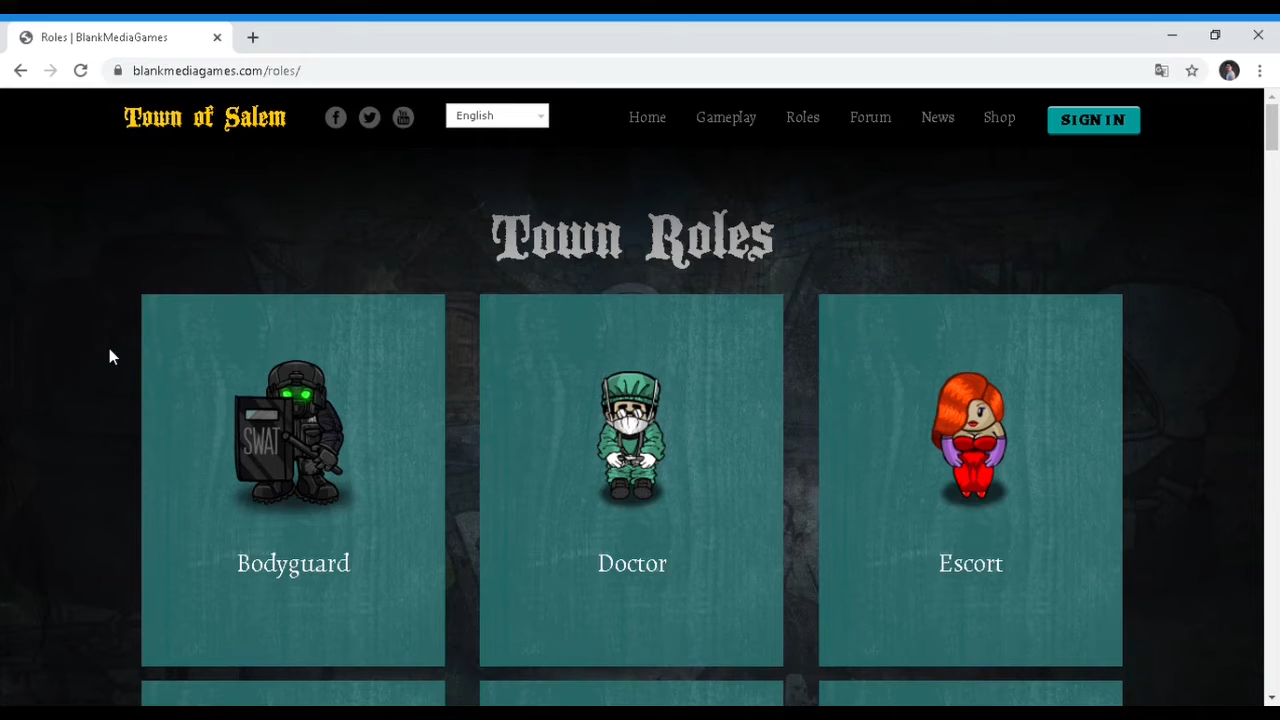 Roles | BlankMediaGames
blankmediagames.com/roles/
Town of Salem
English
Home
Gameplay
Roles
Forum
News
Shop
SIGN IN
Town Roles
SWAT
Bodyguard
Doctor
Escort